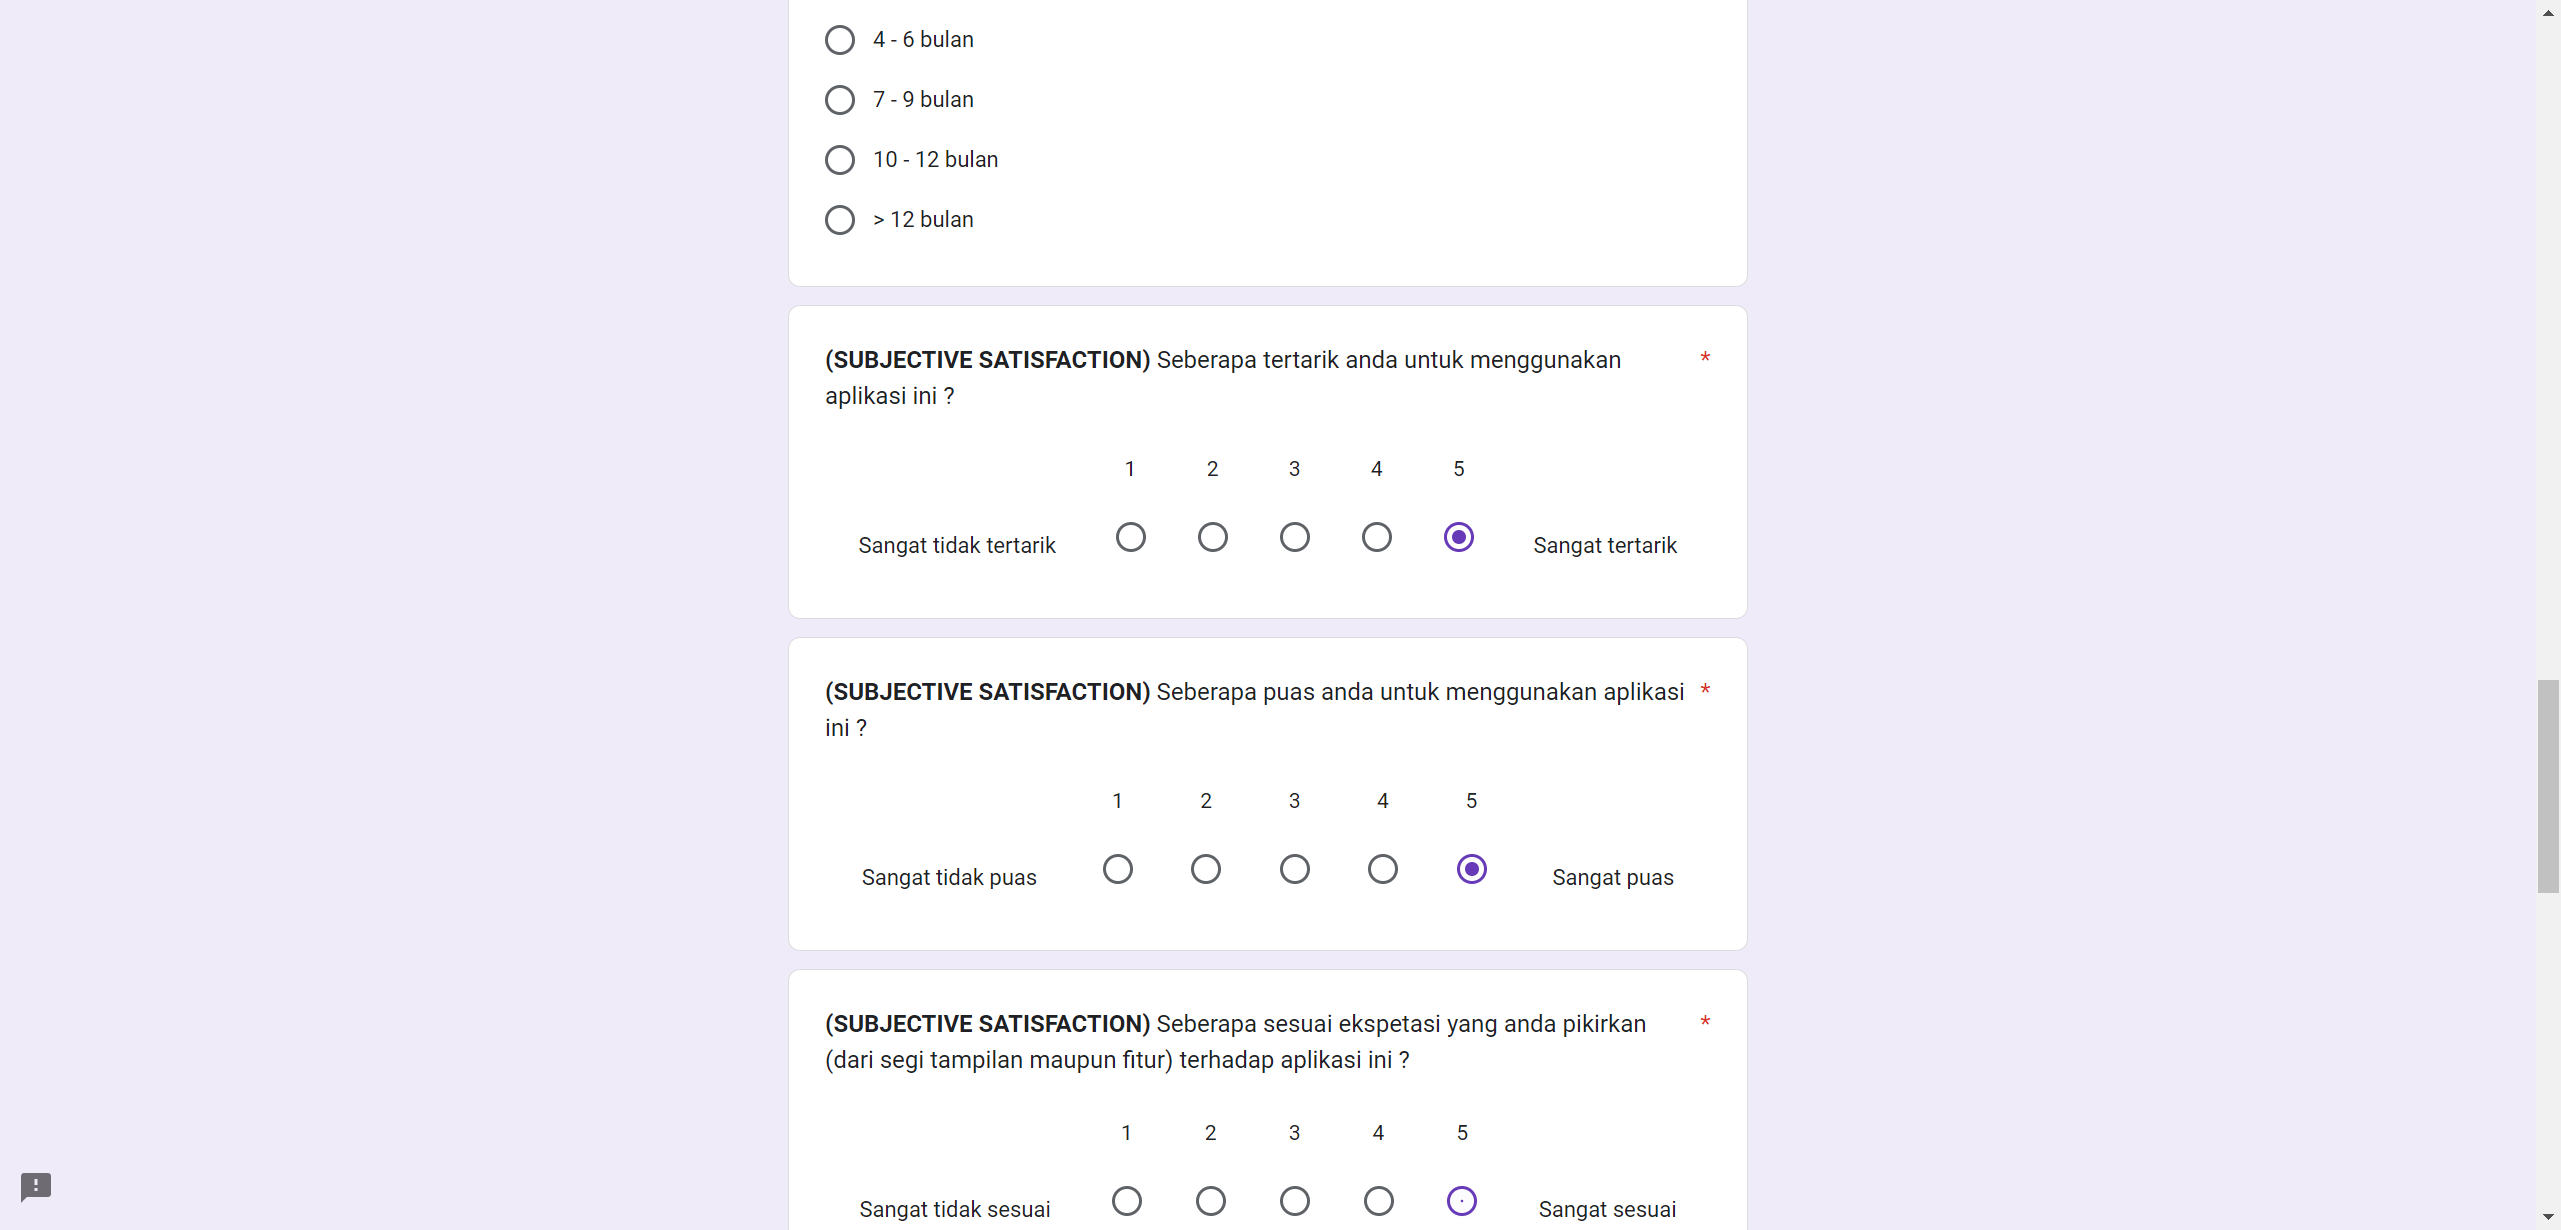 4 - 6 bulan
7 - 9 bulan
10 - 12 bulan
> 12 bulan
(SUBJECTIVE SATISFACTION) Seberapa tertarik anda untuk menggunakan *
aplikasi ini ?
1 2 3 4 5
Sangat tidak tertarik Sangat tertarik
(SUBJECTIVE SATISFACTION) Seberapa puas anda untuk menggunakan aplikasi *
ini ?
1 2 3 4 5
Sangat tidak puas Sangat puas
(SUBJECTIVE SATISFACTION) Seberapa sesuai ekspetasi yang anda pikirkan *
(dari segi tampilan maupun fitur) terhadap aplikasi ini ?
1 2 3 4 5
Sangat tidak sesuai Sangat sesuai